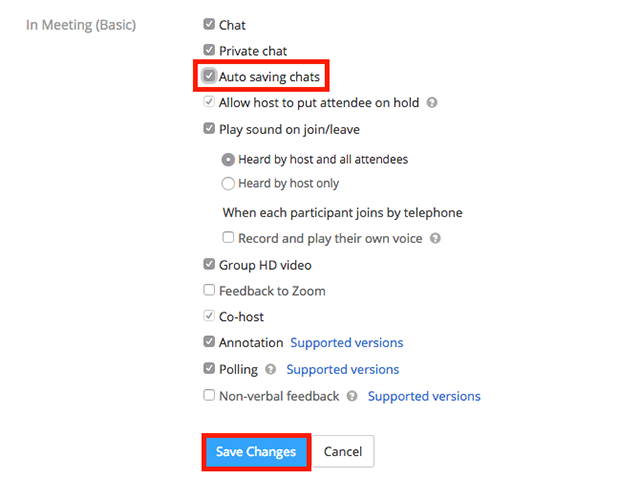 In Meeting (Basic)
Chat
Private chat
Auto saving chats
Allow host to put attendee on hold ?
Play sound on join/leave
Heard by host and all attendees
Heard by host only
When each participant joins by telephone
Record and play their own voice ?
Group HD video
Feedback to Zoom
Co-host
Annotation Supported versions
Polling ? Supported versions
Non-verbal feedback ? Supported versions
Save Changes Cancel